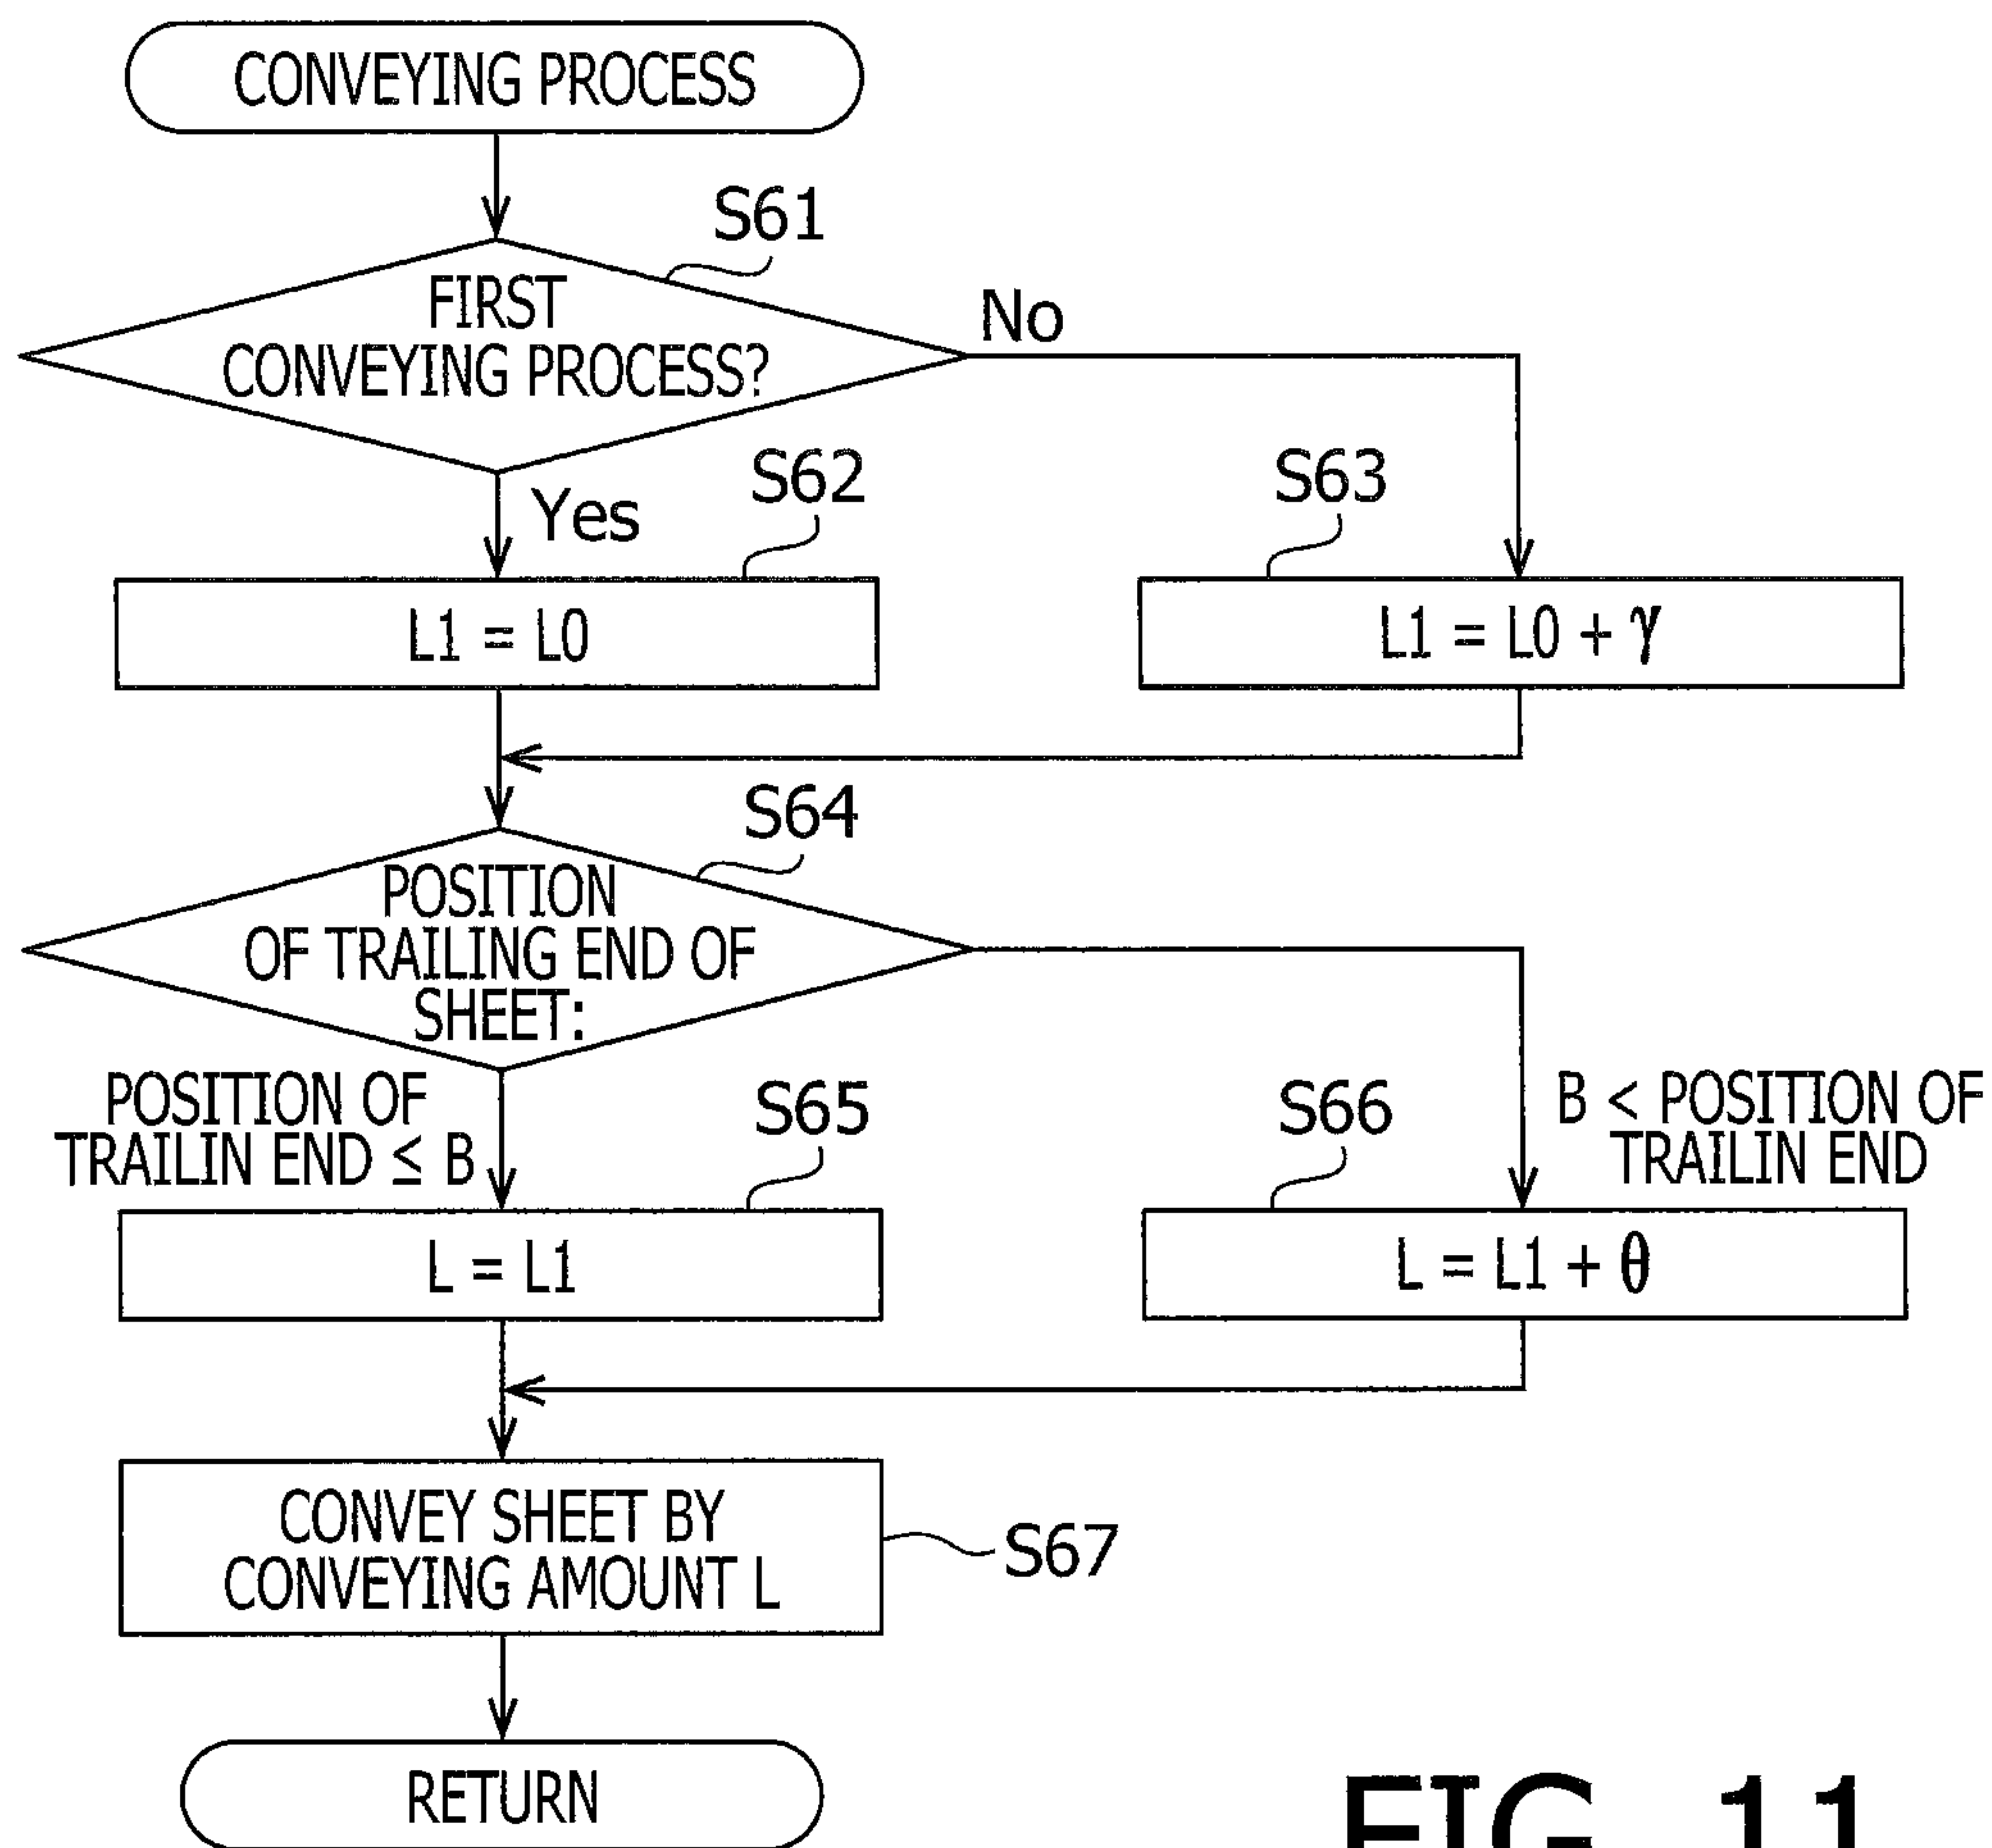 CONVEYING PROCESS
S61
FIRST
CONVEYING PROCESS?
No
Yes
S62
L1 = L0
S63
L1 = L0 + γ
S64
POSITION
OF TRAILING END OF
SHEET:
POSITION OF
TRAILIN END ≤ B
B < POSITION OF
TRAILIN END
S65
L = L1
S66
L = L1 + θ
CONVEY SHEET BY
CONVEYING AMOUNT L
S67
RETURN
FIG. 11